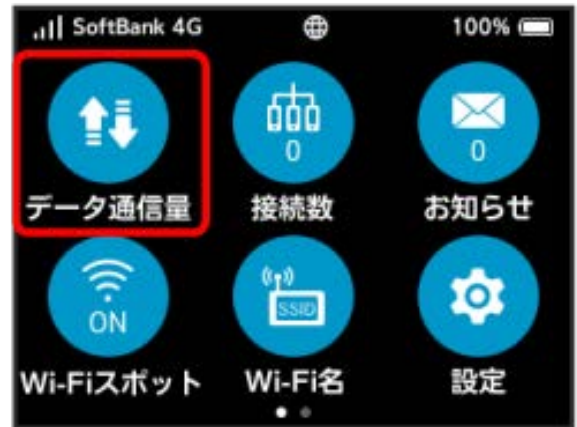 SoftBank 4G 100%
0 0
データ通信量 接続数 お知らせ
ON SSID
Wi-Fiスポット Wi-Fi名 設定